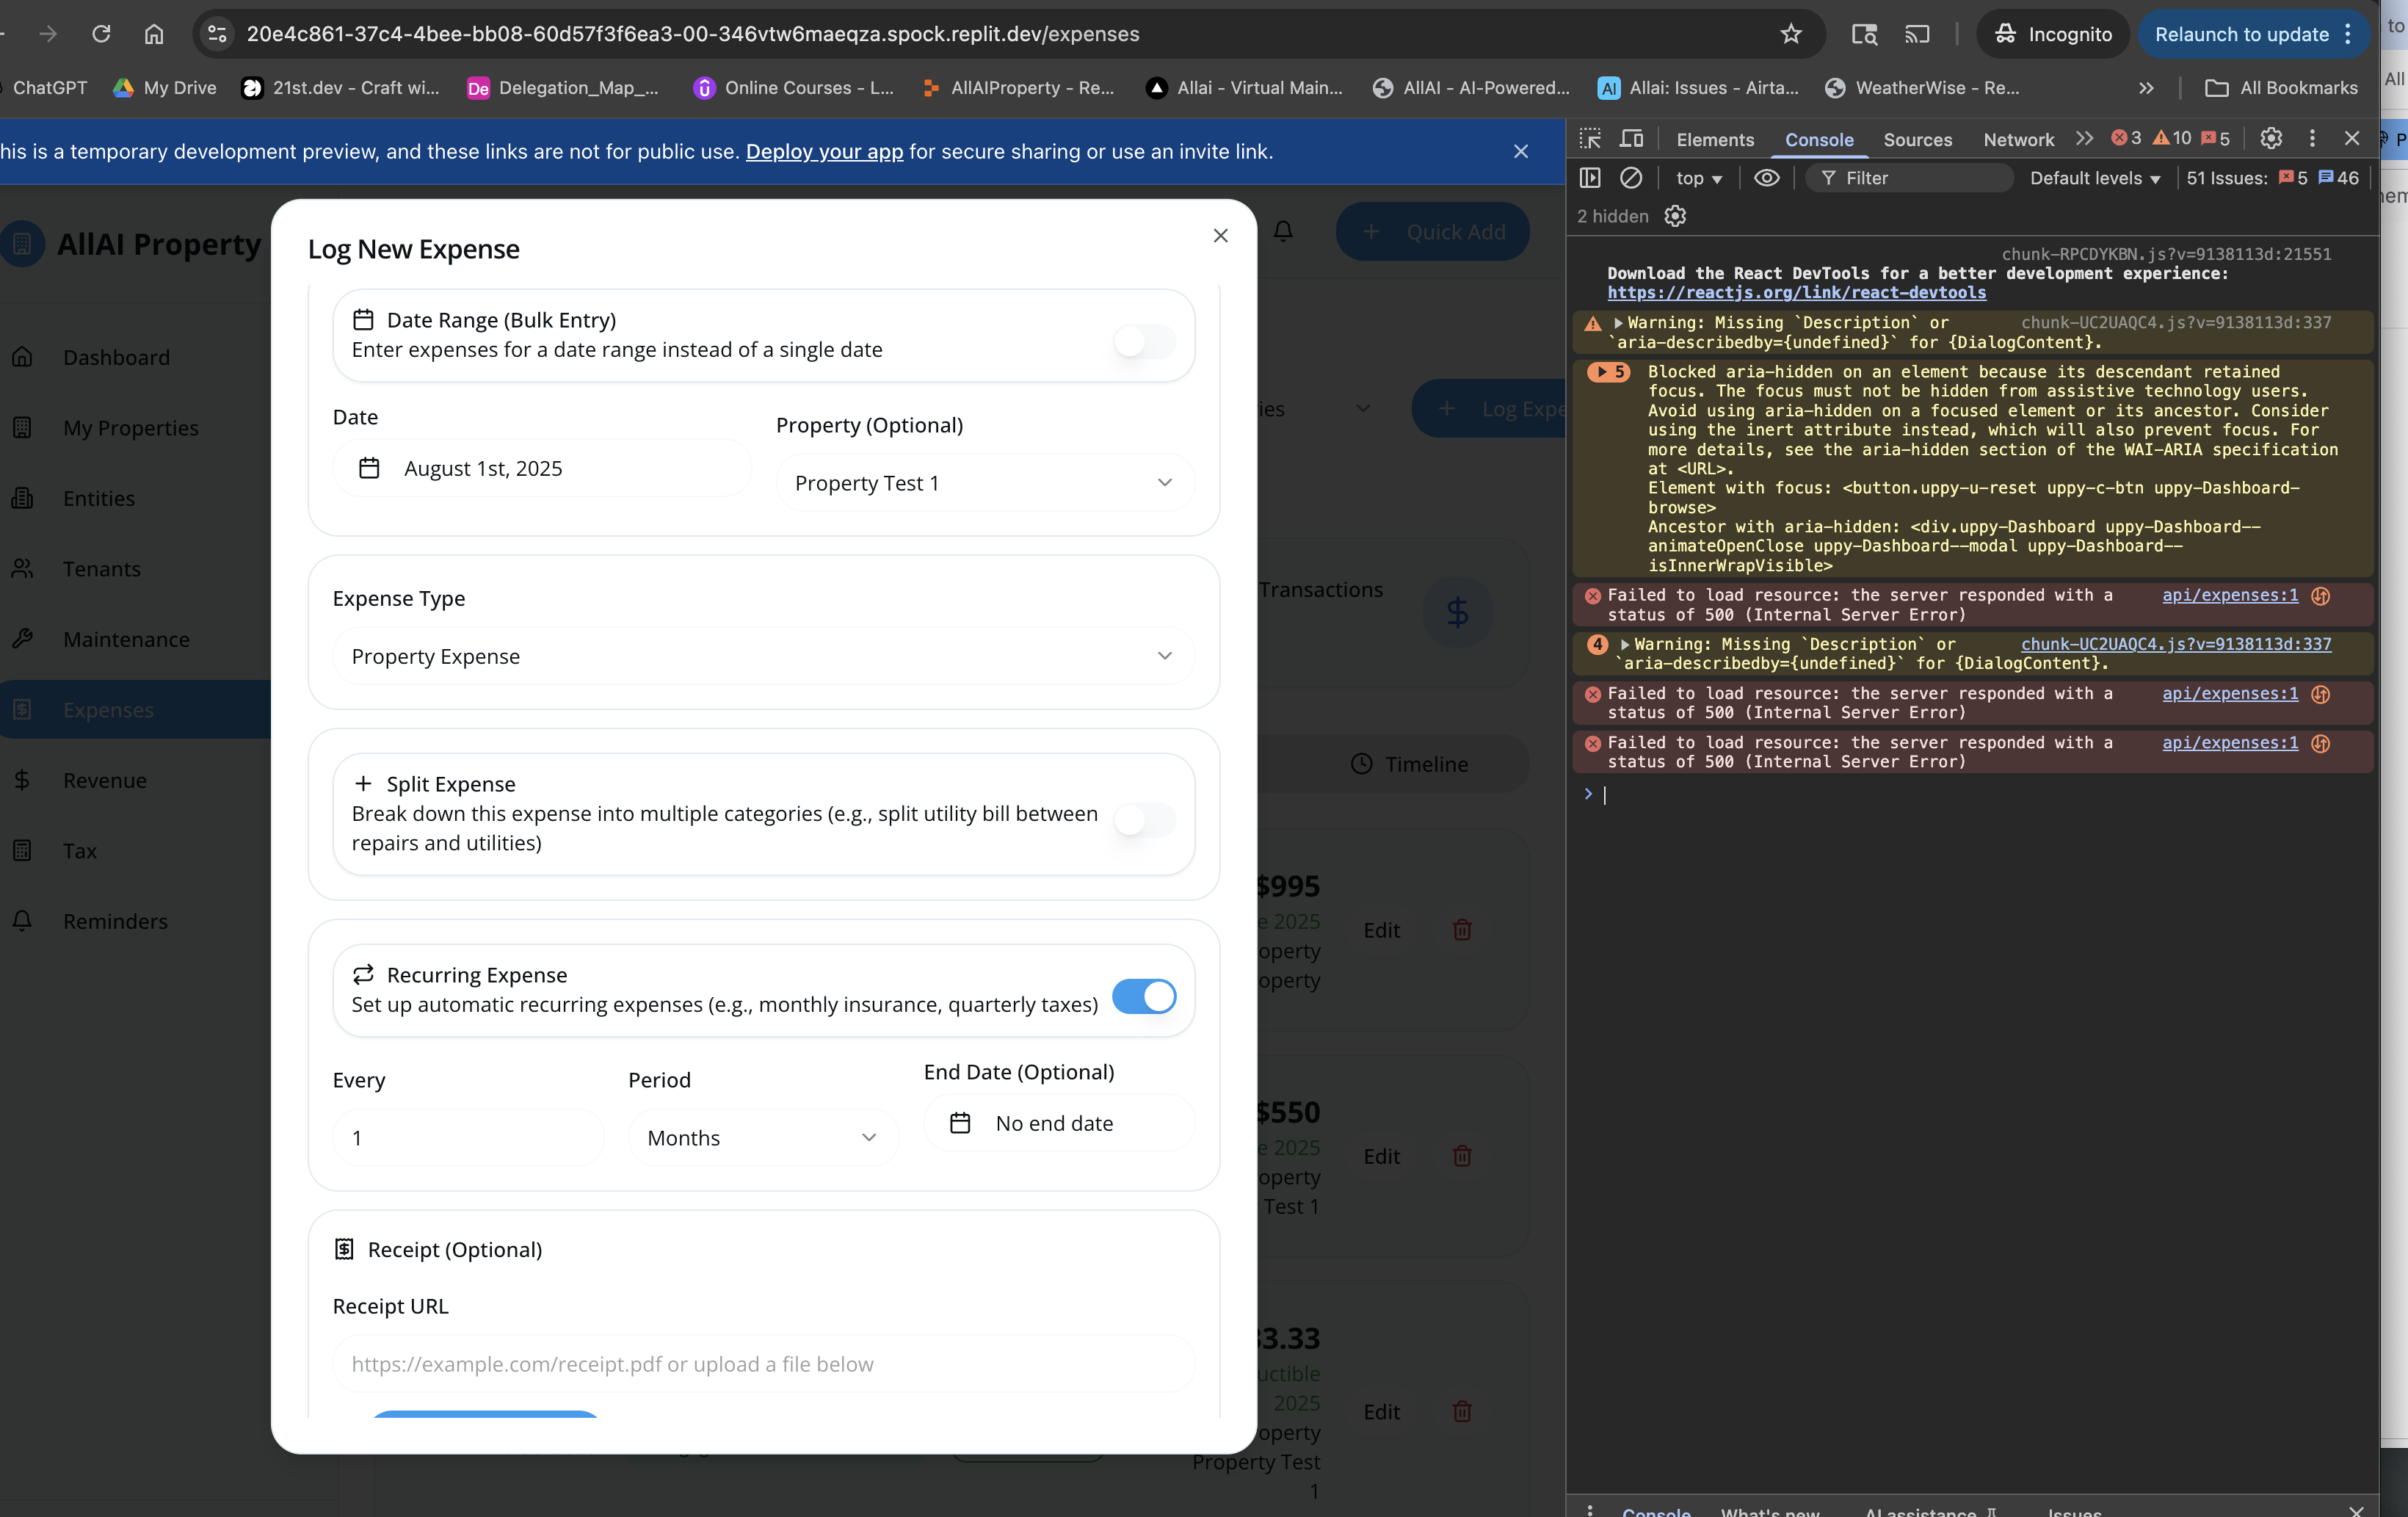 20e4c861-37c4-4bee-bb08-60d57f3f6ea3-00-346vtw6maeqza.spock.replit.dev/expenses
Incognito
Relaunch to update
ChatGPT
My Drive
21st.dev - Craft wi...
Delegation_Map_...
Online Courses - L...
AllAIProperty - Re...
Allai - Virtual Main...
AllAI - AI-Powered...
Allai: Issues - Airta...
WeatherWise - Re...
All Bookmarks
his is a temporary development preview, and these links are not for public use. Deploy your app for secure sharing or use an invite link.
AllAI Property
Dashboard
My Properties
Entities
Tenants
Maintenance
Expenses
Revenue
Tax
Reminders
Quick Add
ies
Log Expe
Transactions
Timeline
$995
e 2025
operty
operty
Edit
$550
e 2025
operty
Test 1
Edit
3.33
uctible
2025
operty
Property Test
1
Edit
Log New Expense
Date Range (Bulk Entry)
Enter expenses for a date range instead of a single date
Date
August 1st, 2025
Property (Optional)
Property Test 1
Expense Type
Property Expense
Split Expense
Break down this expense into multiple categories (e.g., split utility bill between
repairs and utilities)
Recurring Expense
Set up automatic recurring expenses (e.g., monthly insurance, quarterly taxes)
Every
1
Period
Months
End Date (Optional)
No end date
Receipt (Optional)
Receipt URL
https://example.com/receipt.pdf or upload a file below
Elements
Console
Sources
Network
3
10
5
top
Filter
Default levels
51 Issues:
5
46
2 hidden
chunk-RPCDYKBN.js?v=9138113d:21551
Download the React DevTools for a better development experience:
https://reactjs.org/link/react-devtools
Warning: Missing `Description` or chunk-UC2UAQC4.js?v=9138113d:337
`aria-describedby={undefined}` for {DialogContent}.
5
Blocked aria-hidden on an element because its descendant retained
focus. The focus must not be hidden from assistive technology users.
Avoid using aria-hidden on a focused element or its ancestor. Consider
using the inert attribute instead, which will also prevent focus. For
more details, see the aria-hidden section of the WAI-ARIA specification
at <URL>.
Element with focus: <button.uppy-u-reset uppy-c-btn uppy-Dashboard-
browse>
Ancestor with aria-hidden: <div.uppy-Dashboard uppy-Dashboard--
animateOpenClose uppy-Dashboard--modal uppy-Dashboard--
isInnerWrapVisible>
Failed to load resource: the server responded with a api/expenses:1
status of 500 (Internal Server Error)
4 Warning: Missing `Description` or chunk-UC2UAQC4.js?v=9138113d:337
`aria-describedby={undefined}` for {DialogContent}.
Failed to load resource: the server responded with a api/expenses:1
status of 500 (Internal Server Error)
Failed to load resource: the server responded with a api/expenses:1
status of 500 (Internal Server Error)
Console
What's new
AI assistance
Issues
to
All